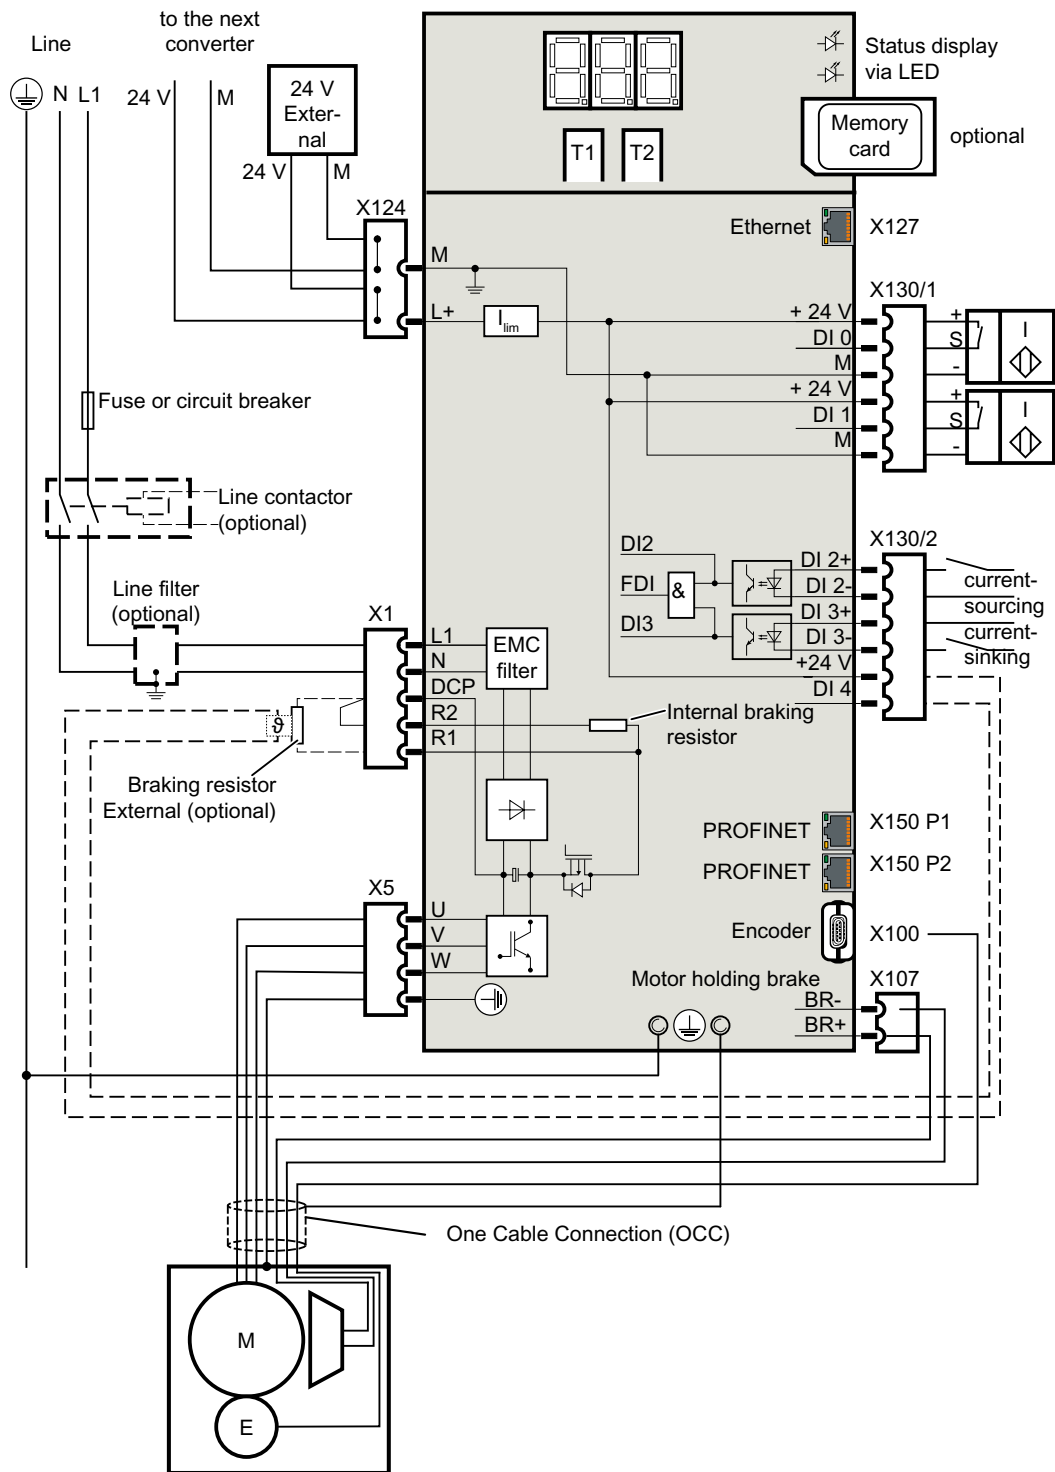 to the next
converter
Line
N L1
24 V
M
24 V
Exter-
nal
24 V
M
X124
T1
T2
Status display
via LED
Memory
card
optional
Ethernet
X127
M
L+
Ilim
X130/1
+ 24 V
DI 0
M
+ 24 V
DI 1
M
+
S
-
I
+
S
-
I
Fuse or circuit breaker
Line contactor
(optional)
Line filter
(optional)
X1
L1
N
DCP
R2
R1
EMC
filter
DI2
FDI
DI3
&
X130/2
DI 2+
DI 2-
DI 3+
DI 3-
+24 V
DI 4
current-
sourcing
current-
sinking
Internal braking
resistor
ϑ
Braking resistor
External (optional)
PROFINET
X150 P1
PROFINET
X150 P2
X5
U
V
W
Encoder
X100
Motor holding brake
X107
BR-
BR+
One Cable Connection (OCC)
M
E